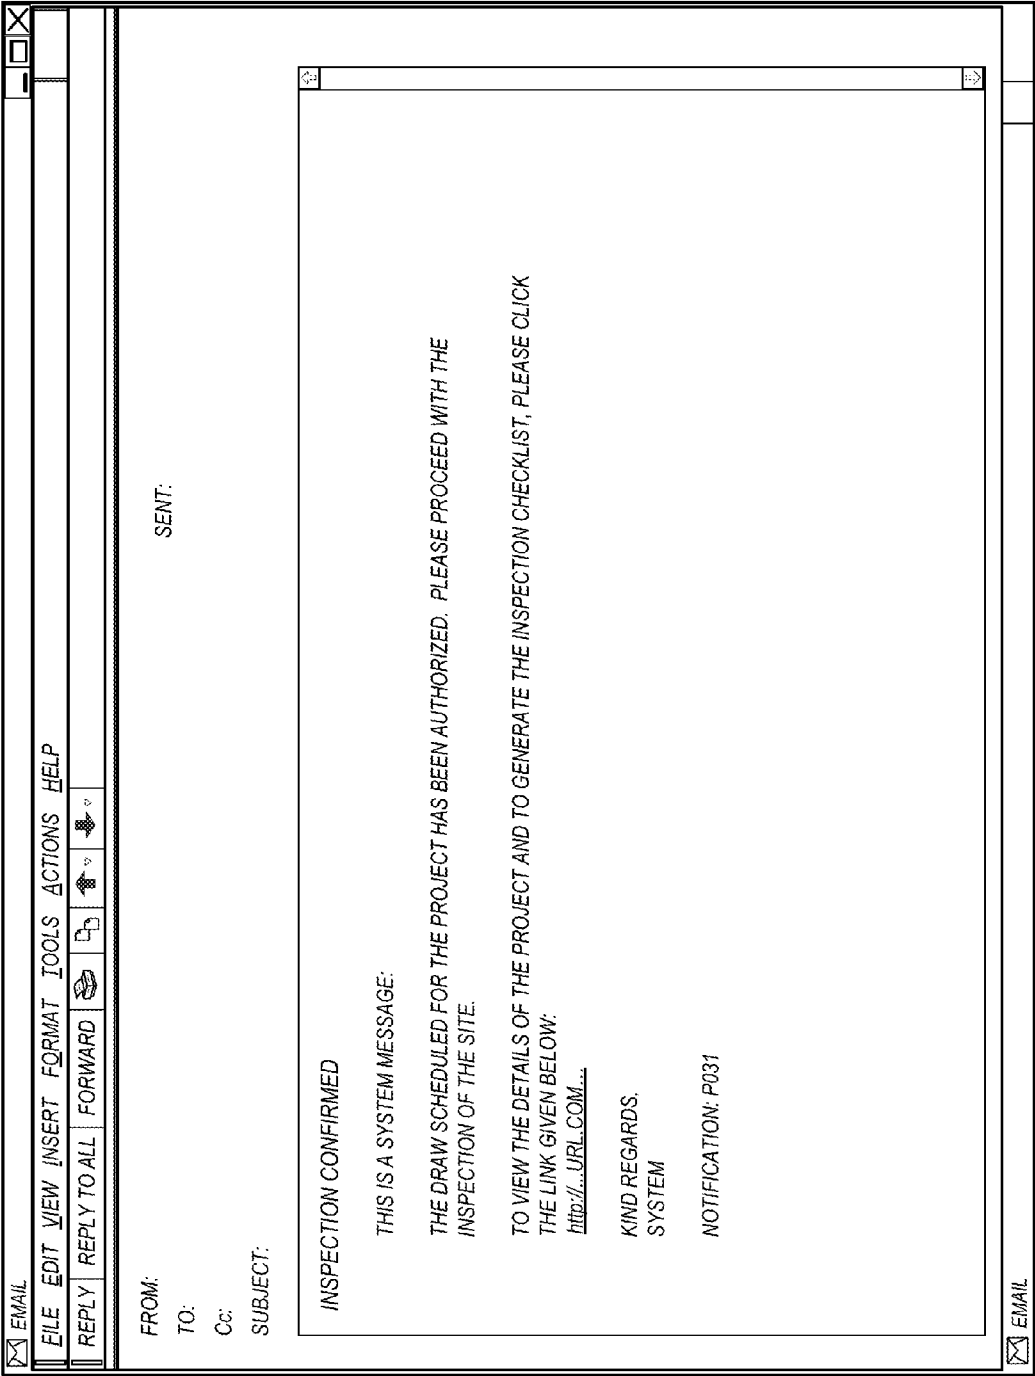 EMAIL
FILE EDIT VIEW INSERT FORMAT TOOLS ACTIONS HELP
REPLY REPLY TO ALL FORWARD
FROM:
SENT:
TO:
Cc:
SUBJECT:
INSPECTION CONFIRMED
THIS IS A SYSTEM MESSAGE:
THE DRAW SCHEDULED FOR THE PROJECT HAS BEEN AUTHORIZED. PLEASE PROCEED WITH THE
INSPECTION OF THE SITE.
TO VIEW THE DETAILS OF THE PROJECT AND TO GENERATE THE INSPECTION CHECKLIST, PLEASE CLICK
THE LINK GIVEN BELOW:
http://...URL.COM...
KIND REGARDS.
SYSTEM
NOTIFICATION: P031
EMAIL